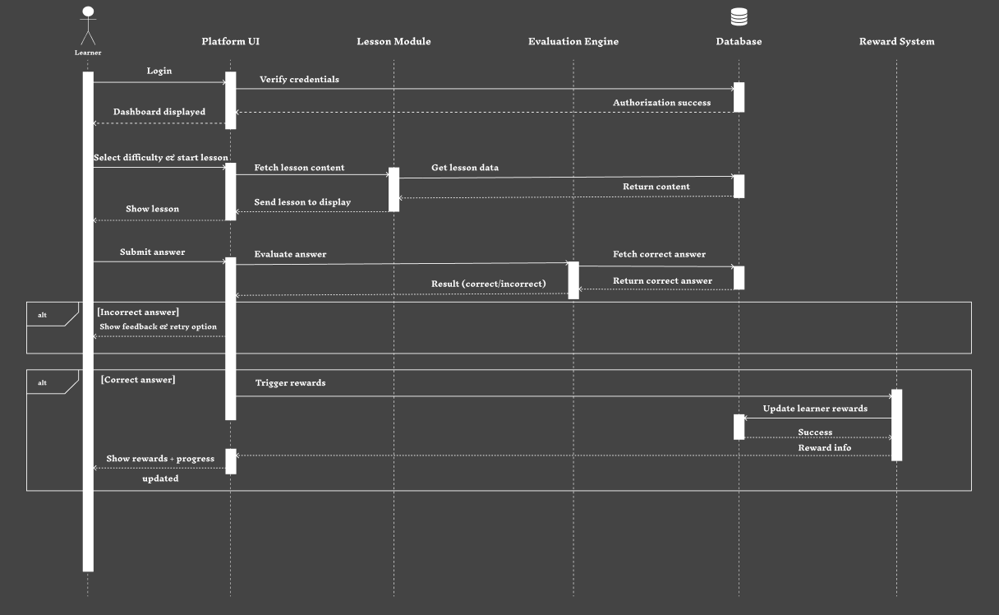 Learner
Platform UI
Lesson Module
Evaluation Engine
Database
Reward System
Login
Verify credentials
Authorization success
Dashboard displayed
Select difficulty & start lesson
Fetch lesson content
Get lesson data
Return content
Send lesson to display
Show lesson
Submit answer
Evaluate answer
Fetch correct answer
Return correct answer
Result (correct/incorrect)
alt
[Incorrect answer]
Show feedback & retry option
alt
[Correct answer]
Trigger rewards
Update learner rewards
Success
Reward info
Show rewards + progress
updated